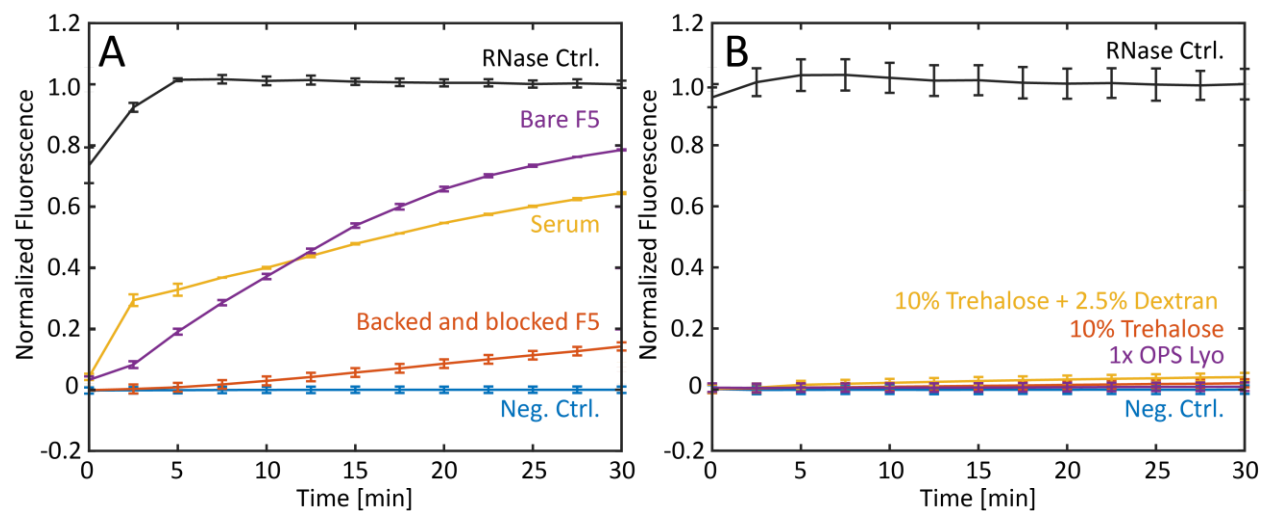 A
1.2
1.0
0.8
0.6
0.4
0.2
0
-0.2
Normalized Fluorescence
RNase Ctrl.
Bare F5
Serum
Backed and blocked F5
Neg. Ctrl.
0 5 10 15 20 25 30
Time [min]
B
1.2
1.0
0.8
0.6
0.4
0.2
0
-0.2
Normalized Fluorescence
RNase Ctrl.
10% Trehalose + 2.5% Dextran
10% Trehalose
1x OPS Lyo
Neg. Ctrl.
0 5 10 15 20 25 30
Time [min]